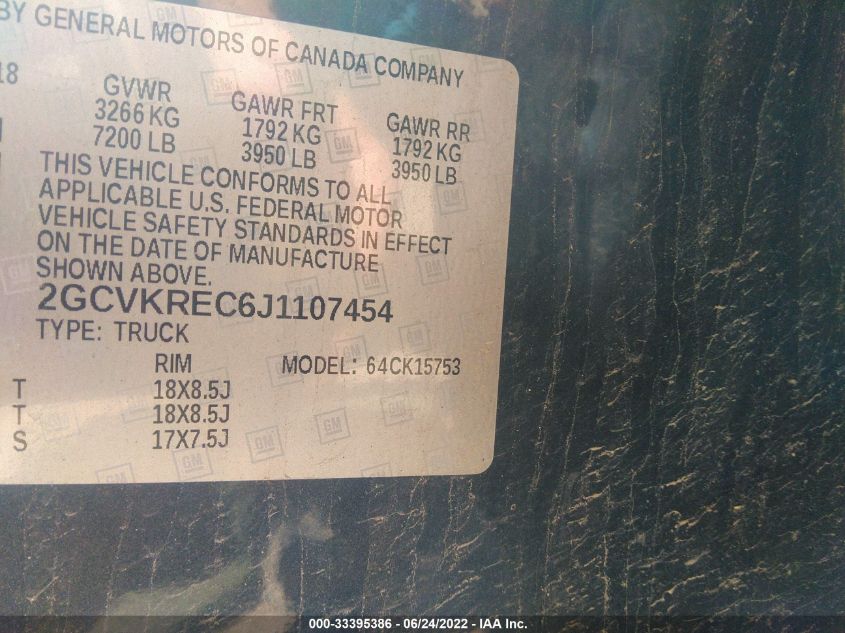 BY GENERAL MOTORS OF CANADA COMPANY
18
GVWR GAWR FRT GAWR RR
3266 KG 1792 KG 1792 KG
7200 LB 3950 LB 3950 LB
THIS VEHICLE CONFORMS TO ALL
APPLICABLE U.S. FEDERAL MOTOR
VEHICLE SAFETY STANDARDS IN EFFECT
ON THE DATE OF MANUFACTURE
SHOWN ABOVE.
2GCVKREC6J1107454
TYPE: TRUCK
RIM MODEL: 64CK15753
T 18X8.5J
T 18X8.5J
S 17X7.5J
000-33395386 - 06/24/2022 - IAA Inc.